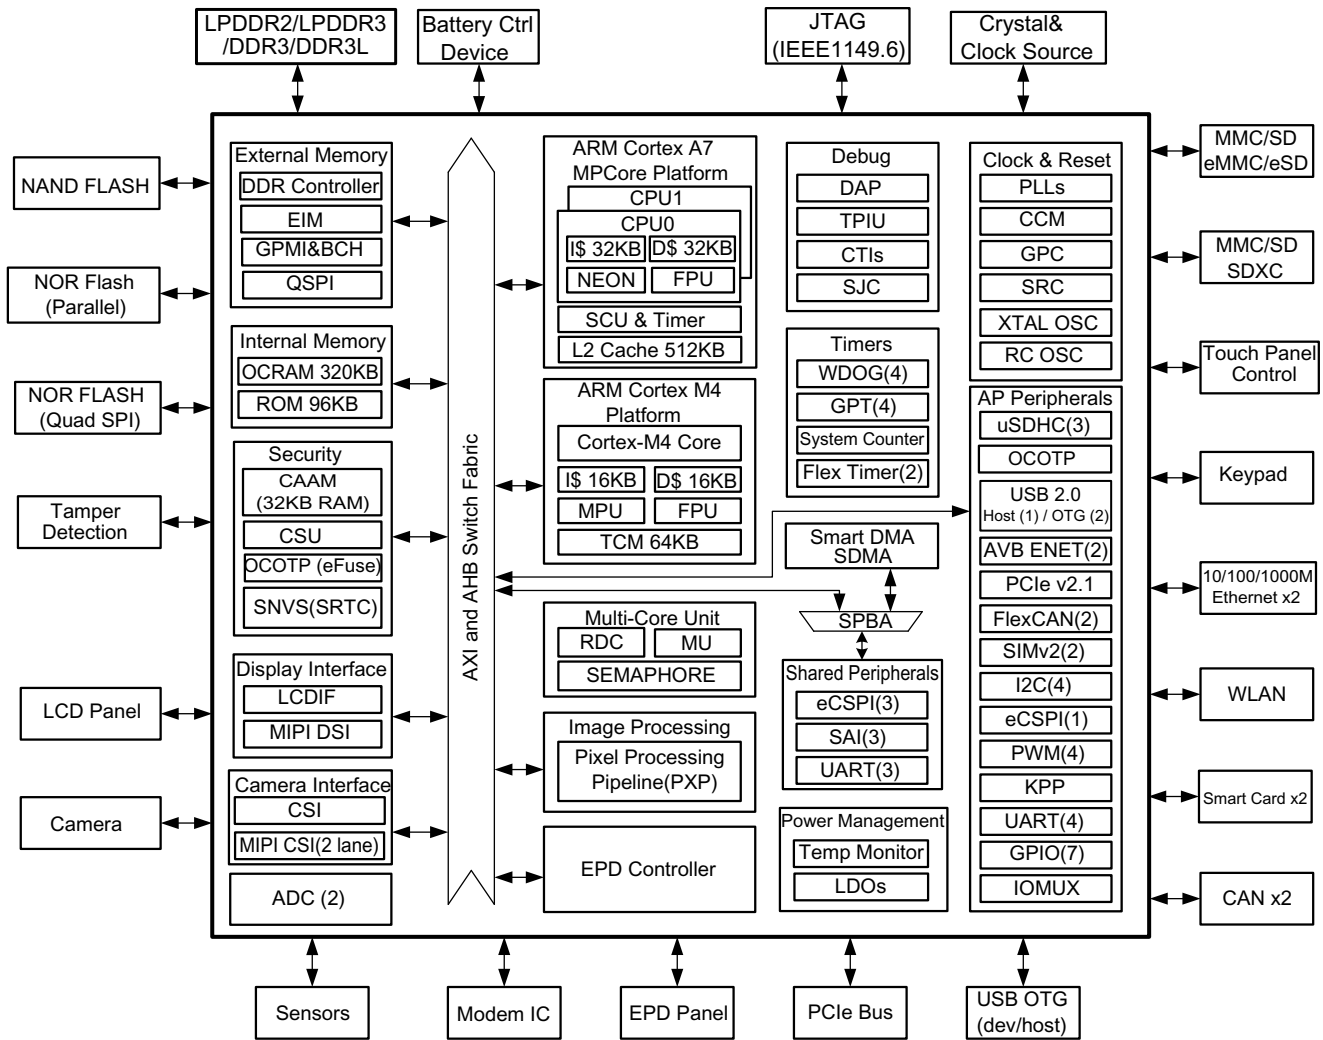 LPDDR2/LPDDR3
/DDR3/DDR3L
Battery Ctrl
Device
JTAG
(IEEE1149.6)
Crystal&
Clock Source
NAND FLASH
NOR Flash
(Parallel)
NOR FLASH
(Quad SPI)
Tamper
Detection
LCD Panel
Camera
External Memory
DDR Controller
EIM
GPMI&BCH
QSPI
Internal Memory
OCRAM 320KB
ROM 96KB
Security
CAAM
(32KB RAM)
CSU
OCOTP (eFuse)
SNVS(SRTC)
Display Interface
LCDIF
MIPI DSI
Camera Interface
CSI
MIPI CSI(2 lane)
ADC (2)
AXI and AHB Switch Fabric
ARM Cortex A7
MPCore Platform
CPU1
CPU0
I$ 32KB
D$ 32KB
NEON
FPU
SCU & Timer
L2 Cache 512KB
ARM Cortex M4
Platform
Cortex-M4 Core
I$ 16KB
D$ 16KB
MPU
FPU
TCM 64KB
Multi-Core Unit
RDC
MU
SEMAPHORE
Image Processing
Pixel Processing
Pipeline(PXP)
EPD Controller
Debug
DAP
TPIU
CTIs
SJC
Timers
WDOG(4)
GPT(4)
System Counter
Flex Timer(2)
Smart DMA
SDMA
SPBA
Shared Peripherals
eCSPI(3)
SAI(3)
UART(3)
Power Management
Temp Monitor
LDOs
Clock & Reset
PLLs
CCM
GPC
SRC
XTAL OSC
RC OSC
AP Peripherals
uSDHC(3)
OCOTP
USB 2.0
Host (1) / OTG (2)
AVB ENET(2)
PCIe v2.1
FlexCAN(2)
SIMv2(2)
I2C(4)
eCSPI(1)
PWM(4)
KPP
UART(4)
GPIO(7)
IOMUX
MMC/SD
eMMC/eSD
MMC/SD
SDXC
Touch Panel
Control
Keypad
10/100/1000M
Ethernet x2
WLAN
Smart Card x2
CAN x2
Sensors
Modem IC
EPD Panel
PCIe Bus
USB OTG
(dev/host)